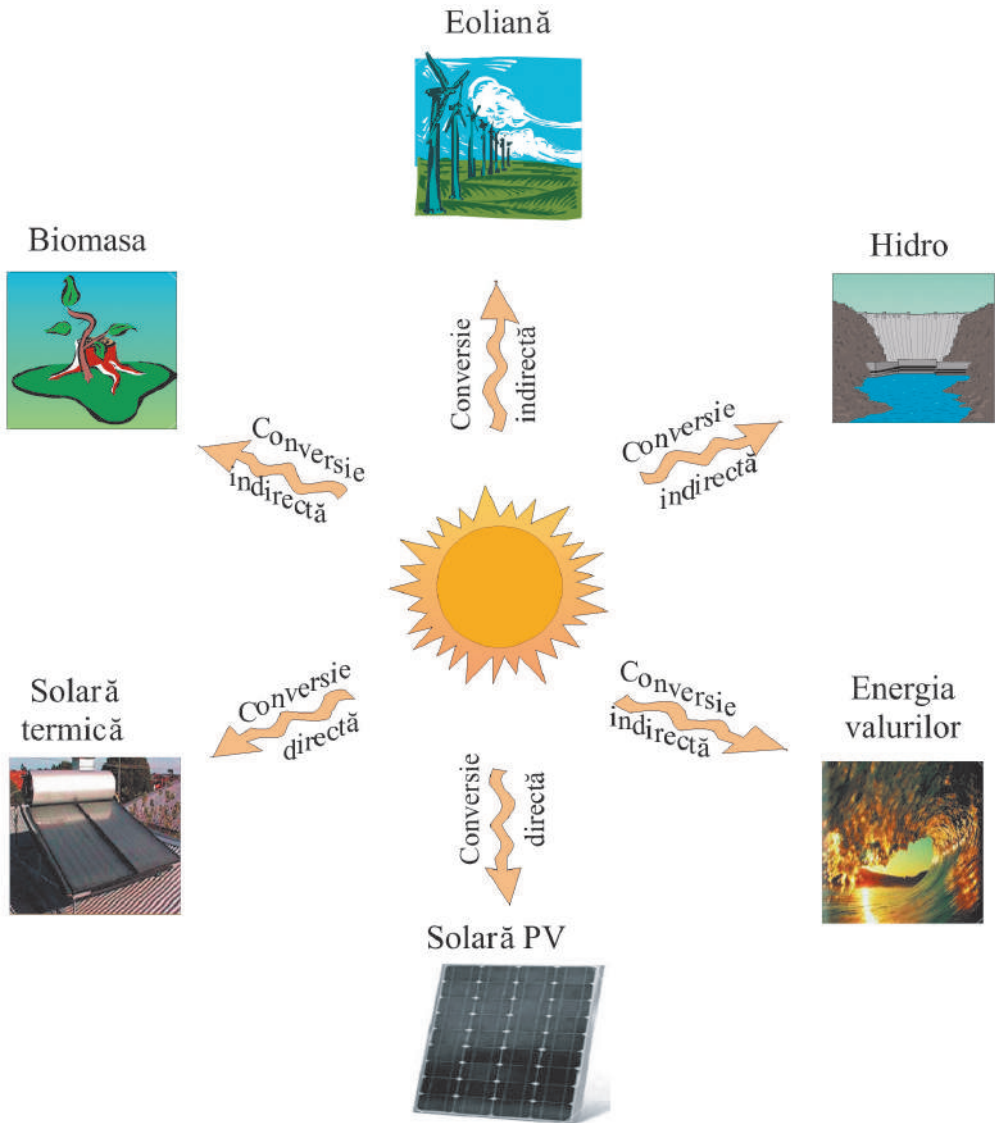 Eoliană
Biomasa
Hidro
Conversie
indirectă
Conversie
indirectă
Conversie
indirectă
Solară
termică
Conversie
directă
Conversie
indirectă
Energia
valurilor
Conversie
directă
Solară PV